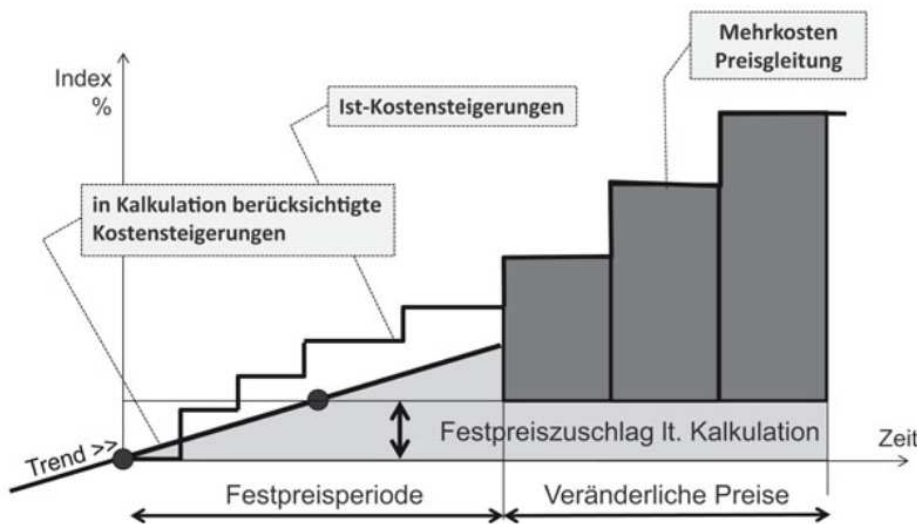 Mehrkosten
Preisgleitung
Index
%
Ist-Kostensteigerungen
in Kalkulation berücksichtigte
Kostensteigerungen
Festpreiszuschlag lt. Kalkulation
Zeit
Trend >>
Festpreisperiode
Veränderliche Preise